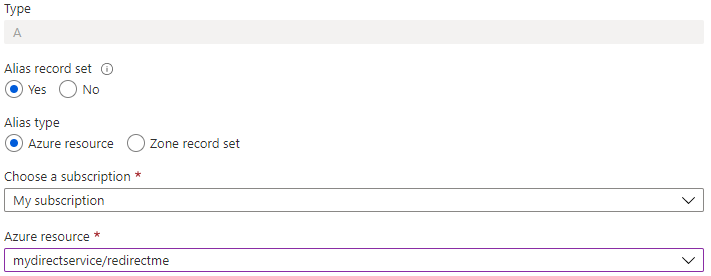 Type
A
Alias record set
Yes No
Alias type
Azure resource Zone record set
Choose a subscription *
My subscription
Azure resource *
mydirectservice/redirectme